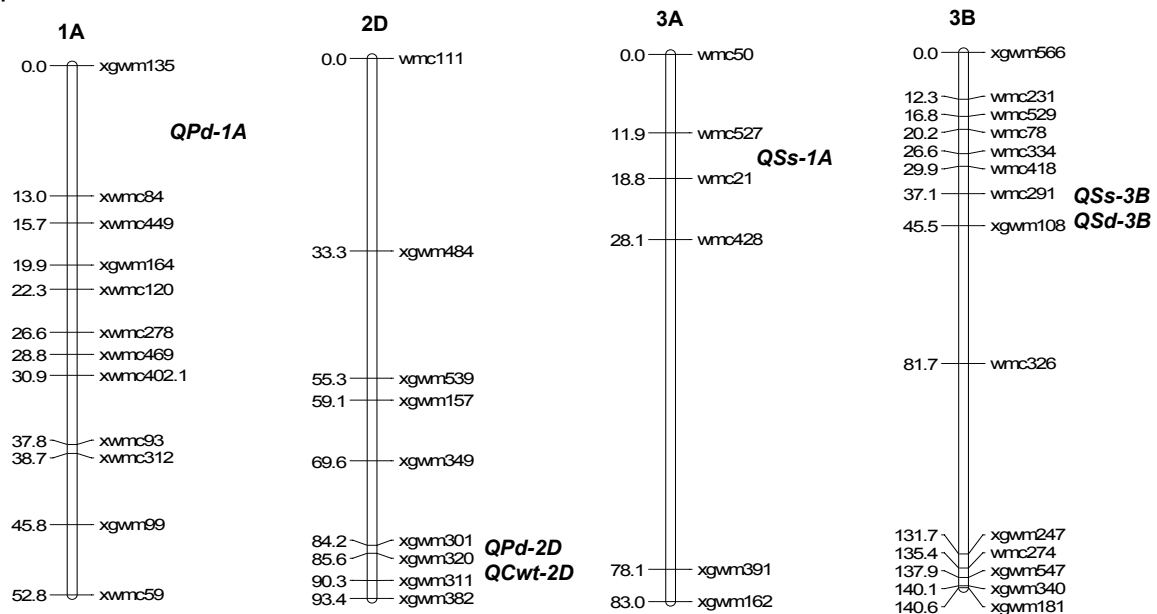 1A
0.0 xgwm135
QPd-1A
13.0 xwmc84
15.7 xwmc449
19.9 xgwm164
22.3 xwmc120
26.6 xwmc278
28.8 xwmc469
30.9 xwmc402.1
37.8 xwmc93
38.7 xwmc312
45.8 xgwm99
52.8 xwmc59
2D
0.0 wmc111
33.3 xgwm484
55.3 xgwm539
59.1 xgwm157
69.6 xgwm349
84.2 xgwm301
QPd-2D
85.6 xgwm320
QCwt-2D
90.3 xgwm311
93.4 xgwm382
3A
0.0 wmc50
11.9 wmc527
QSs-1A
18.8 wmc21
28.1 wmc428
78.1 xgwm391
83.0 xgwm162
3B
0.0 xgwm566
12.3 wmc231
16.8 wmc529
20.2 wmc78
26.6 wmc334
29.9 wmc418
37.1 wmc291 QSs-3B
45.5 xgwm108 QSd-3B
81.7 wmc326
131.7 xgwm247
135.4 wmc274
137.9 xgwm547
140.1 xgwm340
140.6 xgwm181